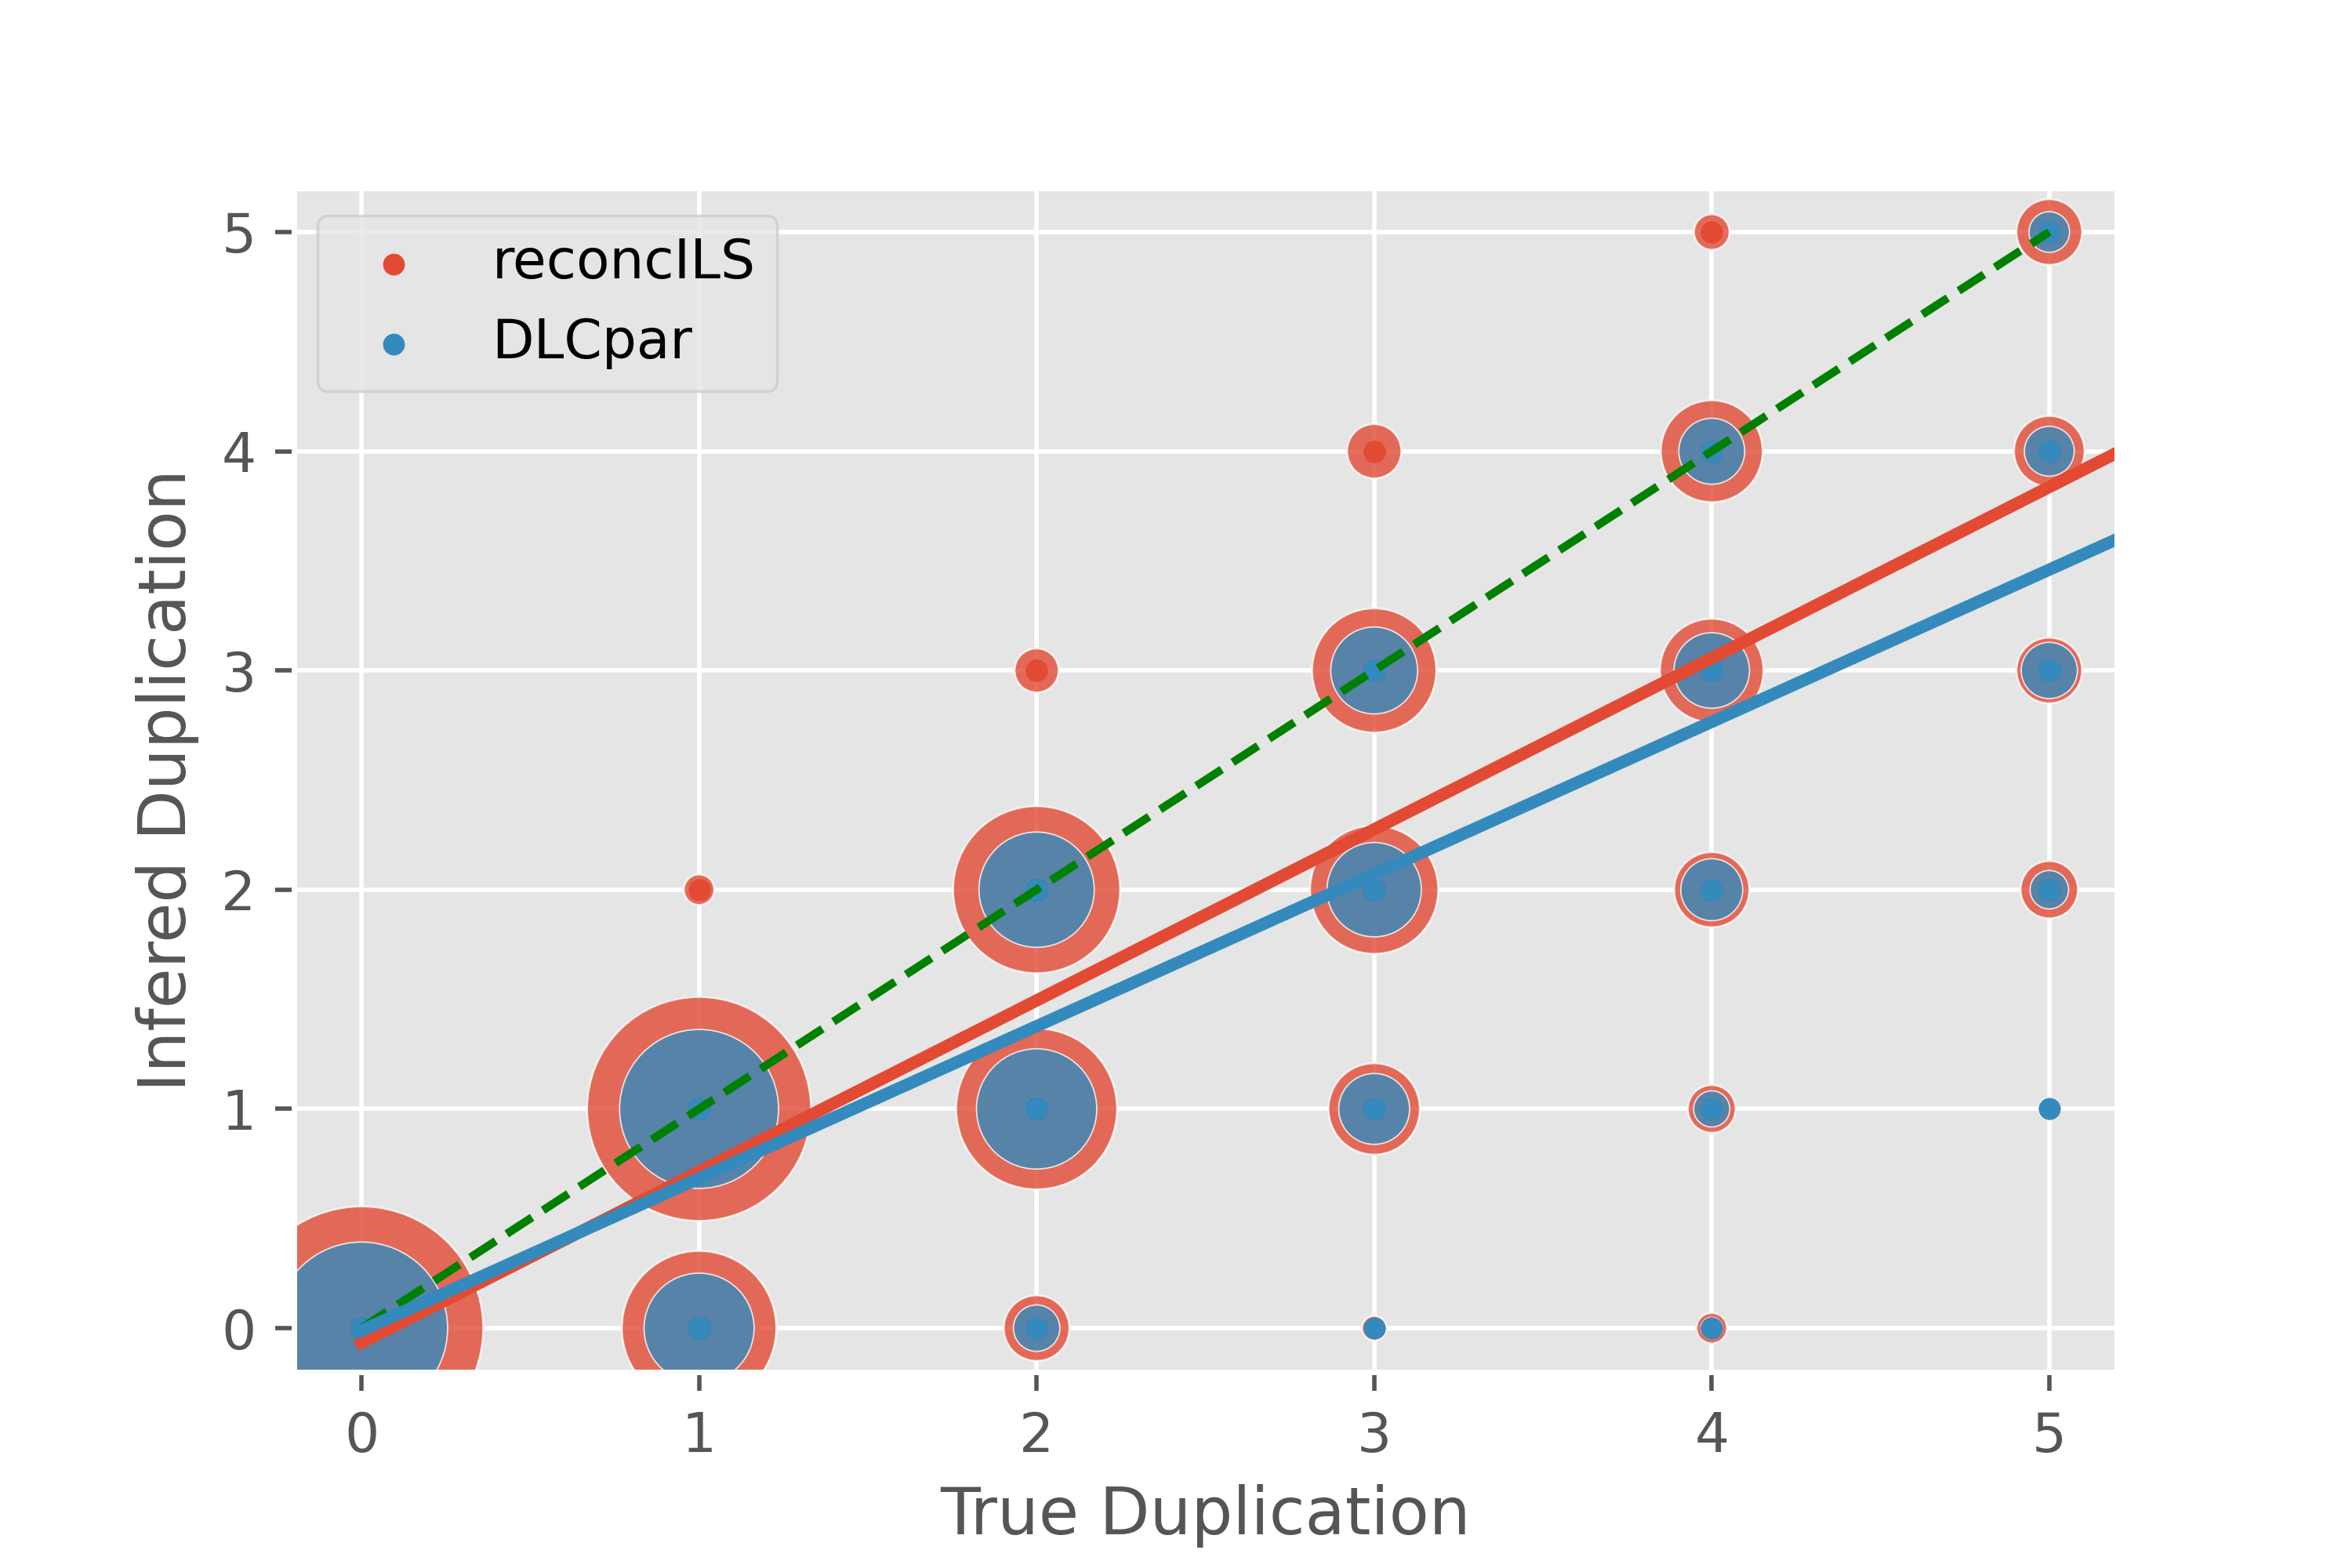 reconcILS
DLCpar
5
4
3
2
1
0
Infered Duplication
0 1 2 3 4 5
True Duplication